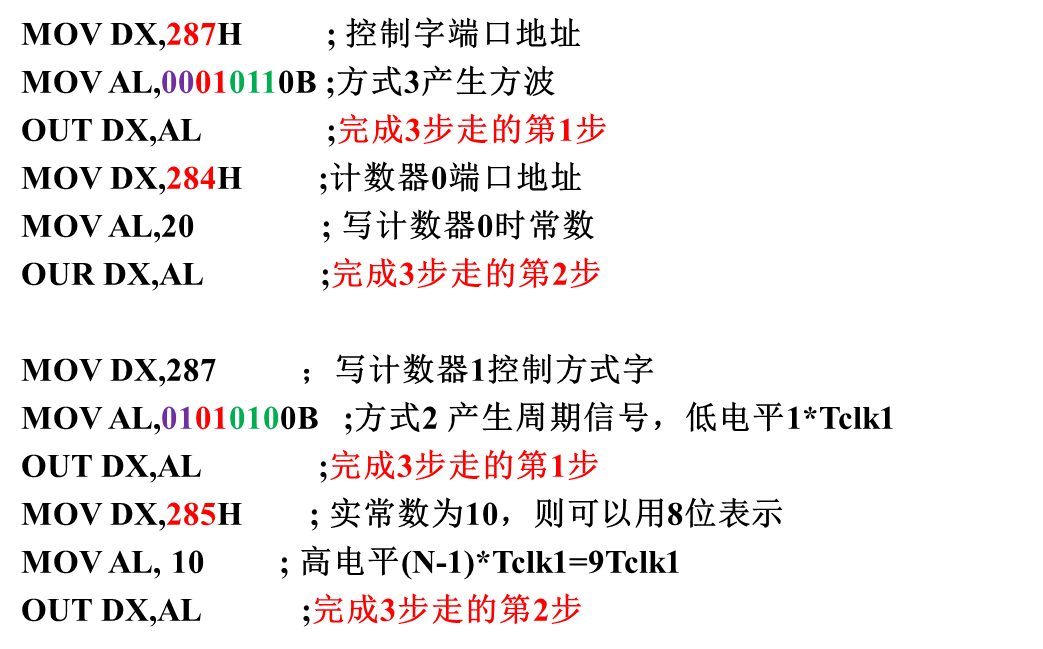 MOV DX,287H ; 控制字端口地址
MOV AL,00010110B ;方式3产生方波
OUT DX,AL ;完成3步走的第1步
MOV DX,284H ;计数器0端口地址
MOV AL,20 ; 写计数器0时常数
OUR DX,AL ;完成3步走的第2步
MOV DX,287 ； 写计数器1控制方式字
MOV AL,01010100B ;方式2 产生周期信号，低电平1*Tclk1
OUT DX,AL ;完成3步走的第1步
MOV DX,285H ; 实常数为10，则可以用8位表示
MOV AL, 10 ; 高电平(N-1)*Tclk1=9Tclk1
OUT DX,AL ;完成3步走的第2步